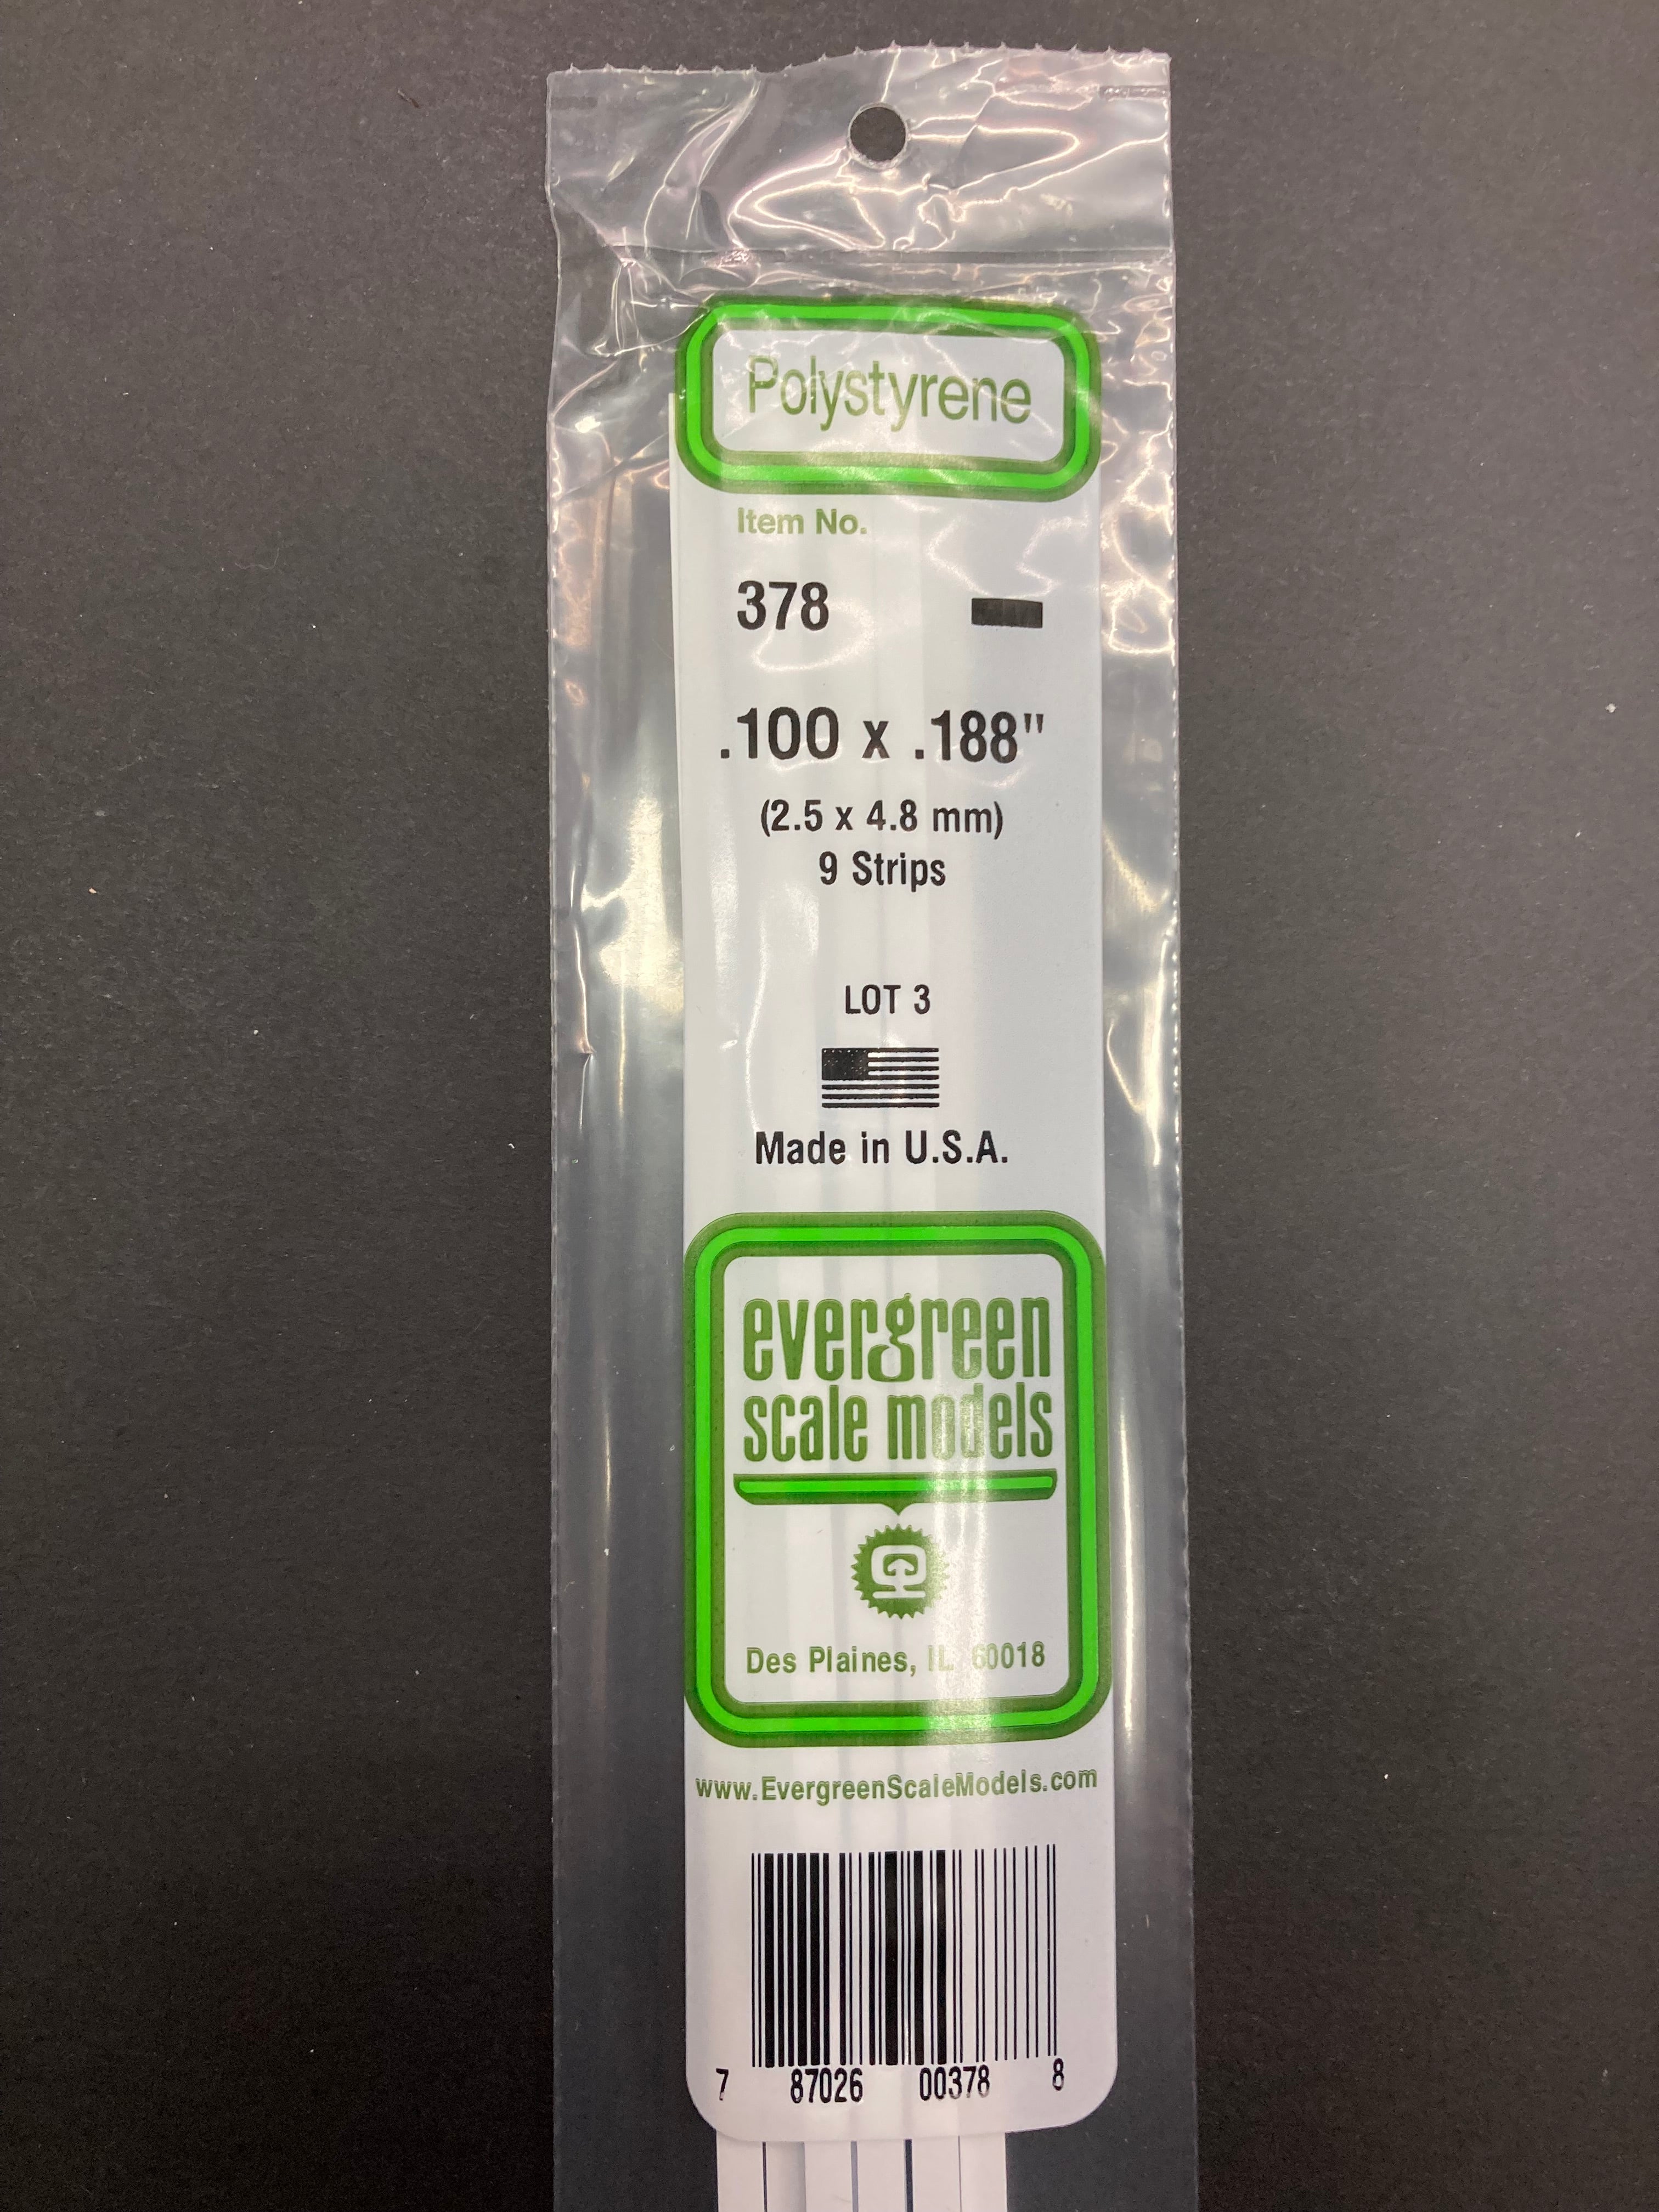 Polystyrene
Item No.
378
.100 x .188"
(2.5 x 4.8 mm)
9 Strips
LOT 3
Made in U.S.A.
evergreen
scale models
Des Plaines, IL 60018
www.EvergreenScaleModels.com
7 87026 00378 8